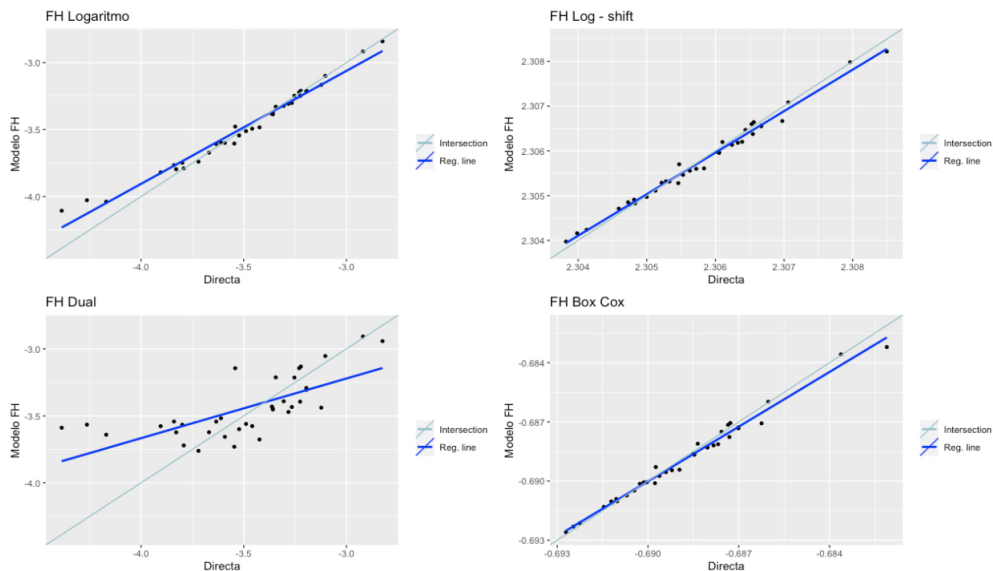 FH Logaritmo
Modelo FH
-3.0
-3.5
-4.0
-4.0 -3.5 -3.0
Directa
Intersection
Reg. line
FH Log - shift
Modelo FH
2.308
2.307
2.306
2.305
2.304
2.304 2.305 2.306 2.307 2.308
Directa
Intersection
Reg. line
FH Dual
Modelo FH
-3.0
-3.5
-4.0
-4.0 -3.5 -3.0
Directa
Intersection
Reg. line
FH Box Cox
Modelo FH
-0.684
-0.687
-0.690
-0.693
-0.693 -0.690 -0.687 -0.684
Directa
Intersection
Reg. line